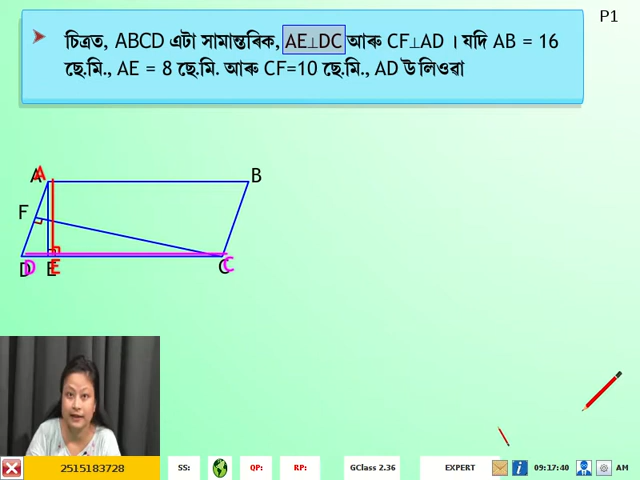 P1
চিত্ৰত, ABCD এটা সামান্তৰিক, AE⊥DC আৰু CF⊥AD । যদি AB = 16
ছে.মি., AE = 8 ছে.মি. আৰু CF=10 ছে.মি., AD উলিওৱা
A A B
F
D D E E C C
2515183728 SS: QP: RP: GClass 2.36 EXPERT 09:17:40 AM